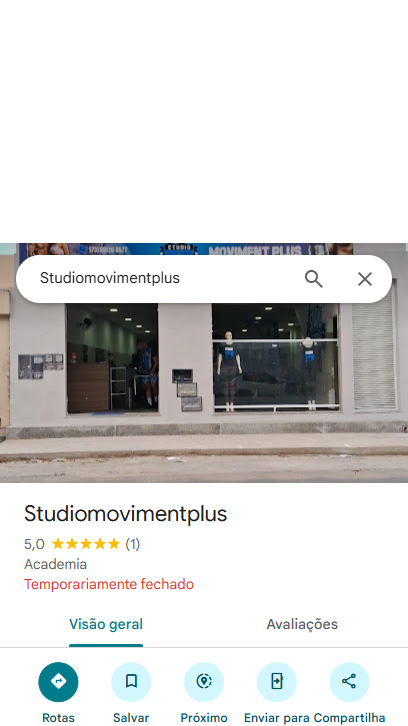 STUDIO
MOVIMENT PLUS
Studiomovimentplus
Studiomovimentplus
5,0 ★★★★★ (1)
Academia
Temporariamente fechado
Visão geral
Avaliações
Rotas
Salvar
Próximo
Enviar para
Compartilha